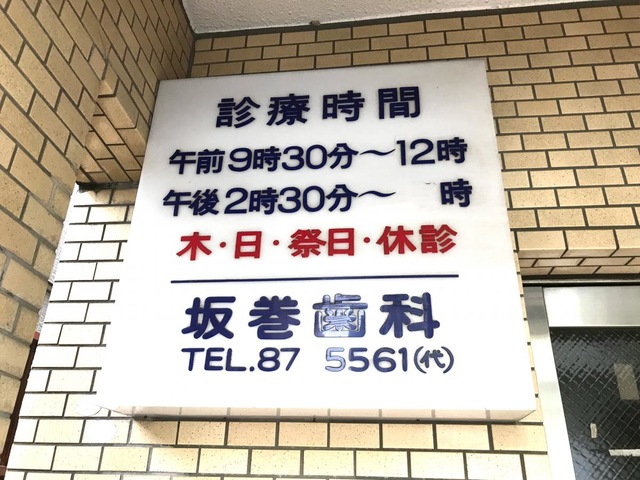 診療時間
午前9時30分～12時
午後2時30分～ 時
木・日・祭日・休診
坂巻歯科
TEL.87 5561(代)